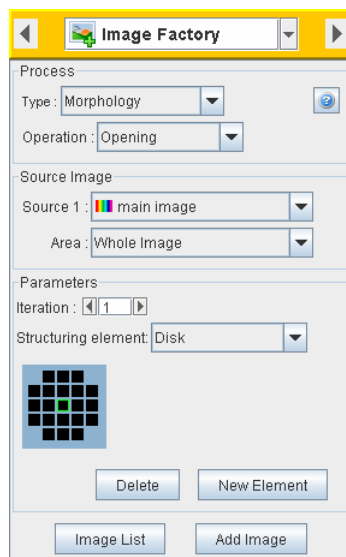 Image Factory
Process
Type : Morphology
Operation : Opening
Source Image
Source 1 : main image
Area : Whole Image
Parameters
Iteration : 1
Structuring element: Disk
Delete New Element
Image List Add Image